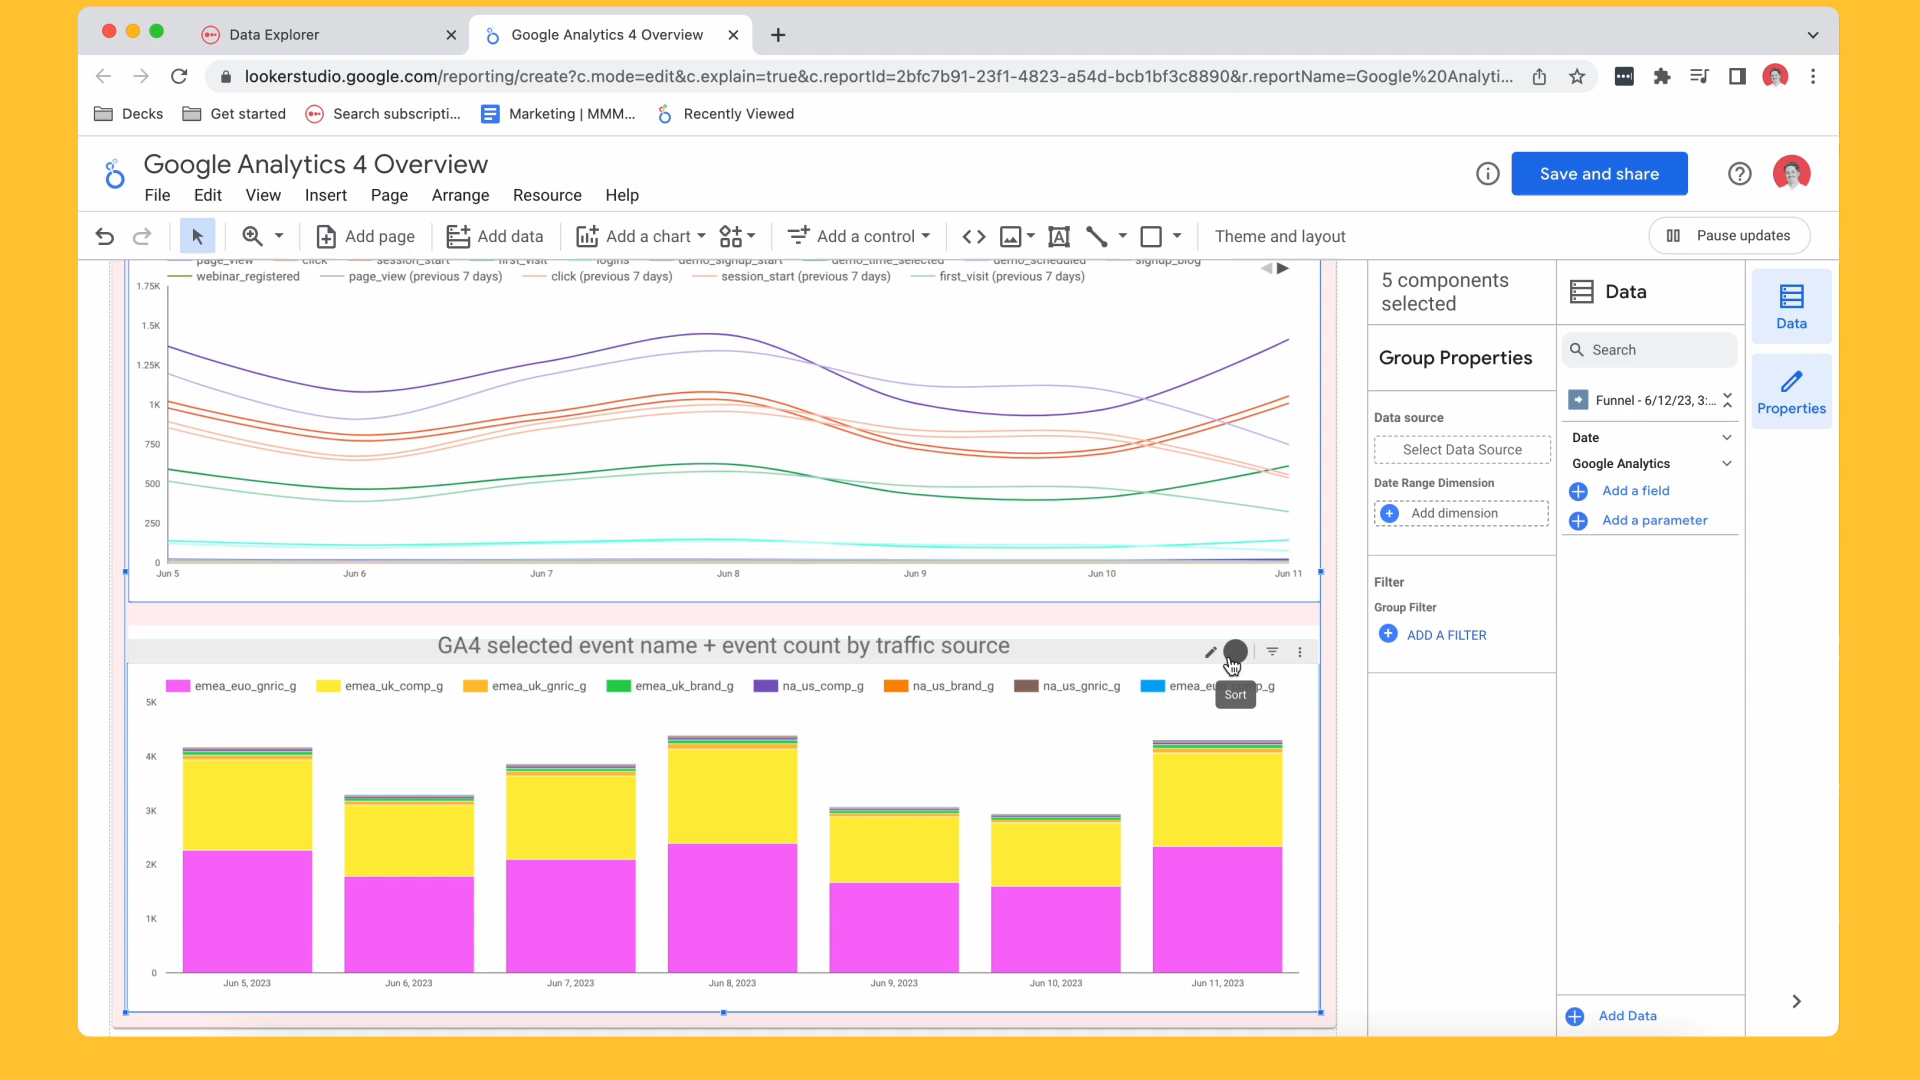 Data Explorer
Google Analytics 4 Overview
lookerstudio.google.com/reporting/create?c.mode=edit&c.explain=true&c.reportId=2bfc7b91-23f1-4823-a54d-bcb1bf3c8890&r.reportName=Google%20Analyti...
Decks Get started Search subscripti... Marketing | MMM... Recently Viewed
Google Analytics 4 Overview
Save and share
File Edit View Insert Page Arrange Resource Help
Add page Add data Add a chart Add a control Theme and layout Pause updates
page_view click session_start first_visit logins demo_signup_start demo_time_selected demo_scheduled signup_blog
webinar_registered page_view (previous 7 days) click (previous 7 days) session_start (previous 7 days) first_visit (previous 7 days)
1.75K
1.5K
1.25K
1K
750
500
250
0
Jun 5 Jun 6 Jun 7 Jun 8 Jun 9 Jun 10 Jun 11
GA4 selected event name + event count by traffic source
Sort
emea_euo_gnric_g emea_uk_comp_g emea_uk_gnric_g emea_uk_brand_g na_us_comp_g na_us_brand_g na_us_gnric_g
5K
4K
3K
2K
1K
0
Jun 5, 2023 Jun 6, 2023 Jun 7, 2023 Jun 8, 2023 Jun 9, 2023 Jun 10, 2023 Jun 11, 2023
5 components
selected
Group Properties
Data source
Select Data Source
Date Range Dimension
Add dimension
Filter
Group Filter
ADD A FILTER
Data
Search
Funnel - 6/12/23, 3:...
Date
Google Analytics
Add a field
Add a parameter
Add Data
Data
Properties